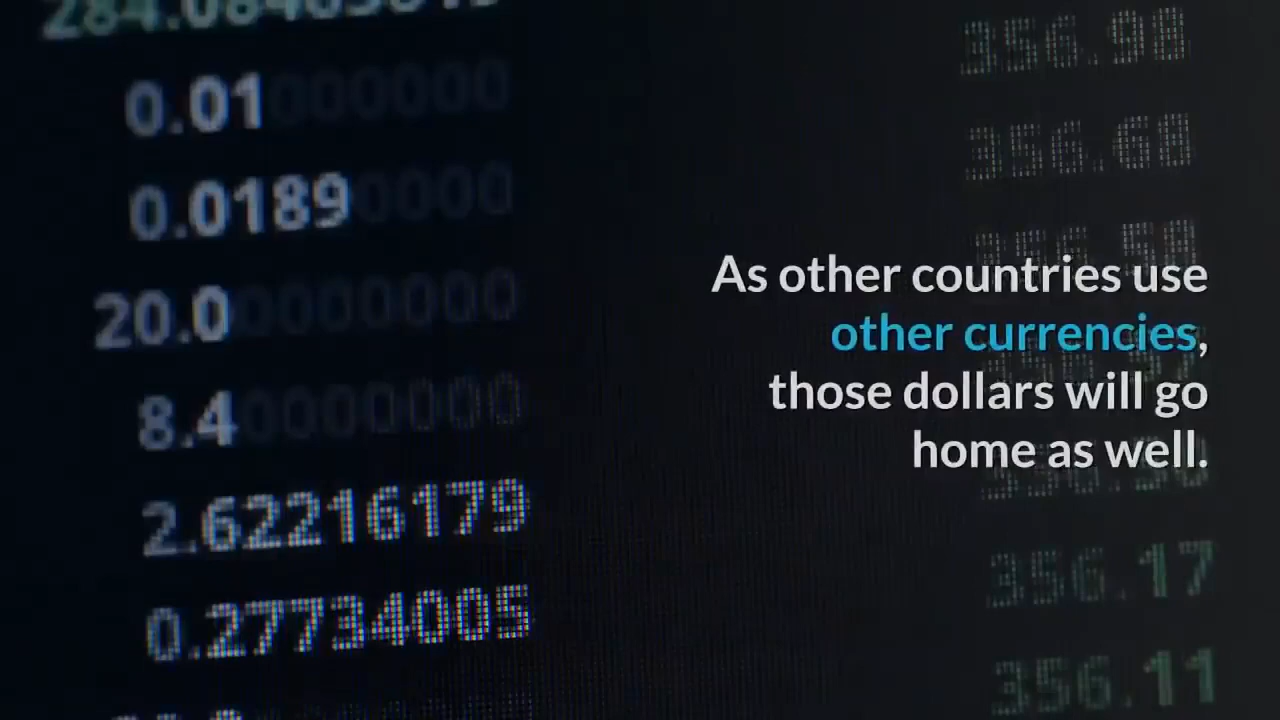 0.01000000
356.98
0.01890000
356.68
20.00000000
As other countries use
other currencies,
8.40000000
those dollars will go
home as well.
2.62216179
356.17
0.27734005
356.11